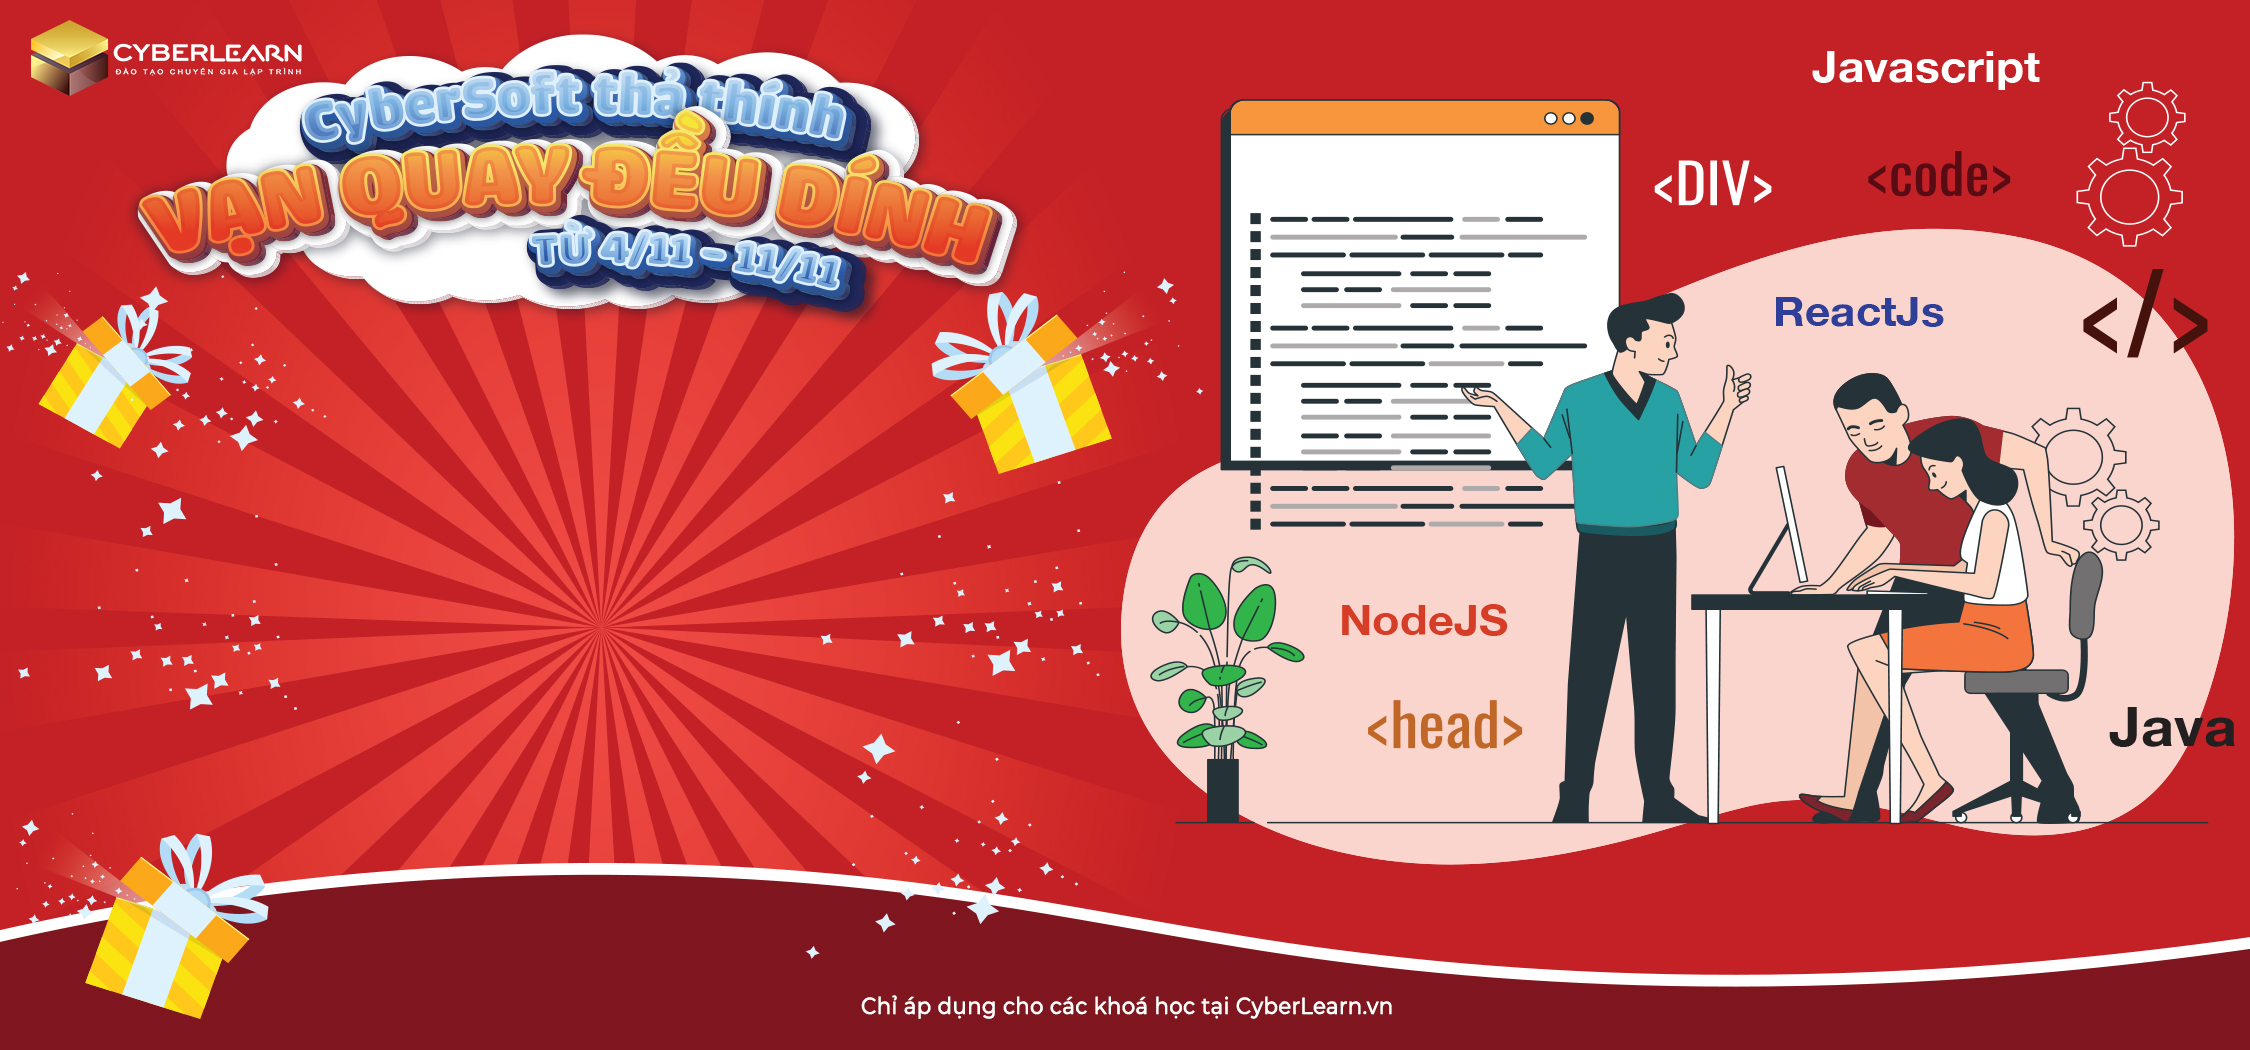 CYBERLEARN
ĐÀO TẠO CHUYÊN GIA LẬP TRÌNH
CyberSoft thả thính
VẠN QUAY ĐỀU DÍNH
TỪ 4/11 - 11/11
Javascript
<DIV>
<code>
ReactJs
</>
NodeJS
<head>
Java
Chỉ áp dụng cho các khoá học tại CyberLearn.vn